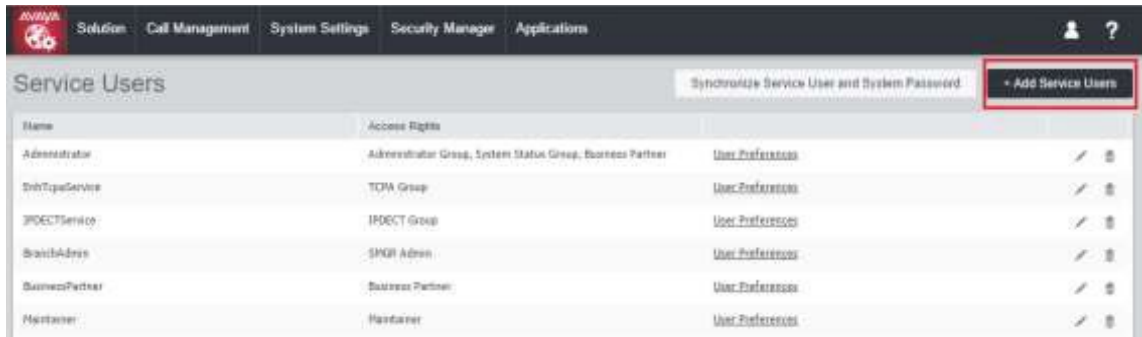 AVAYA
Solution Call Management System Settings Security Manager Applications ?
Service Users Synchronize Service User and System Password + Add Service Users
Name Access Rights
Administrator Administrator Group, System Status Group, Business Partner User Preferences
EnhTcpaService TCPA Group User Preferences
IPDECTService IPDECT Group User Preferences
BranchAdmin SMGR Admin User Preferences
BusinessPartner Business Partner User Preferences
Maintainer Maintainer User Preferences